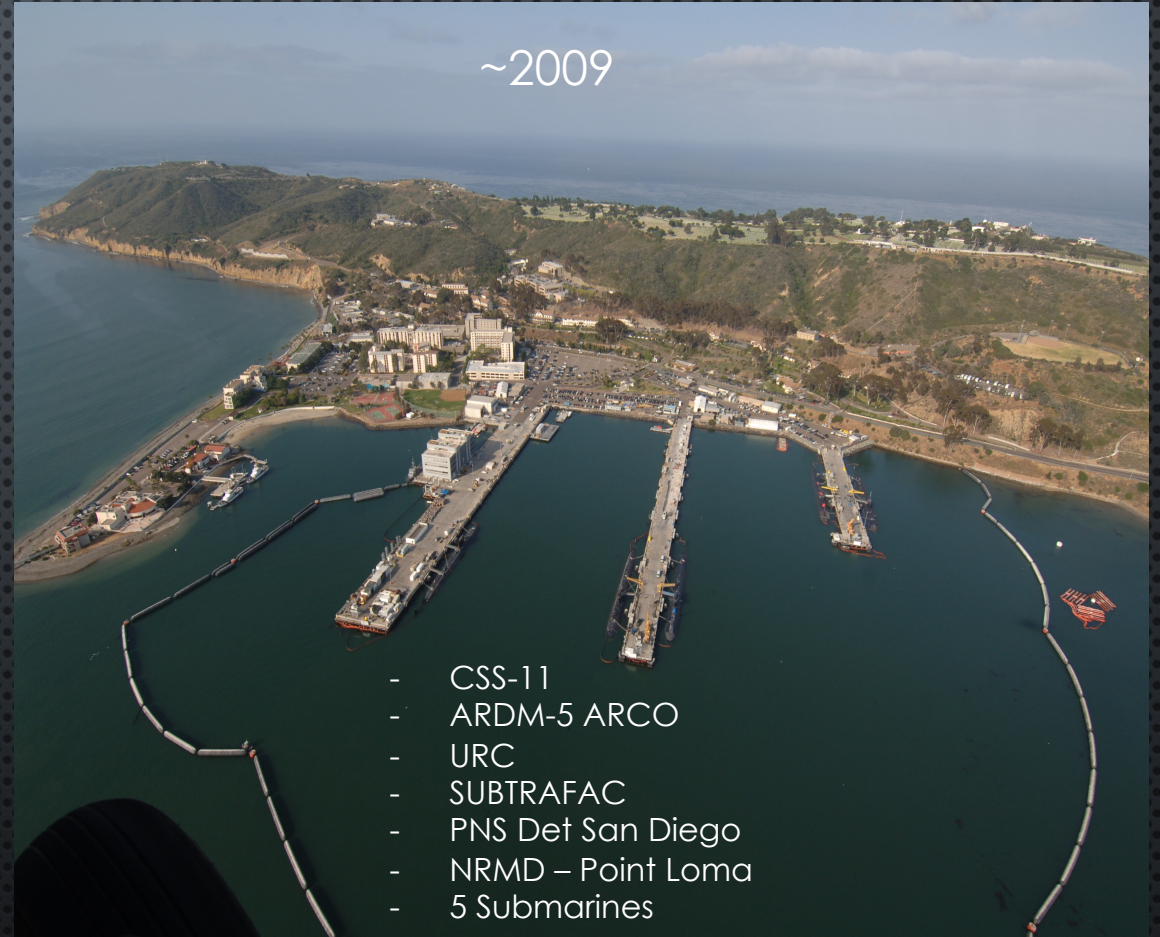 ~2009
- CSS-11
- ARDM-5 ARCO
- URC
- SUBTRAFAC
- PNS Det San Diego
- NRMD – Point Loma
- 5 Submarines